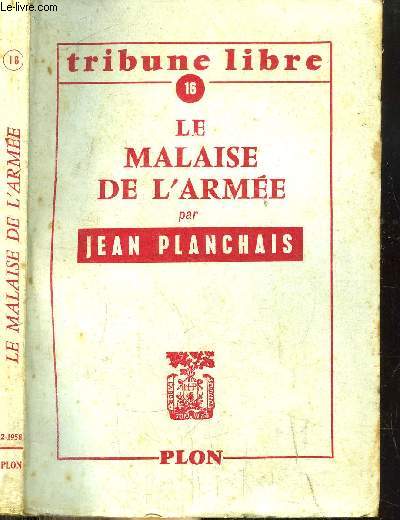 tribune libre
16
LE
MALAISE
DE L'ARMÉE
par
JEAN PLANCHAIS
PLON
16
LE MALAISE DE L'ARMÉE
2-1958
PLON
© Le-livre.com